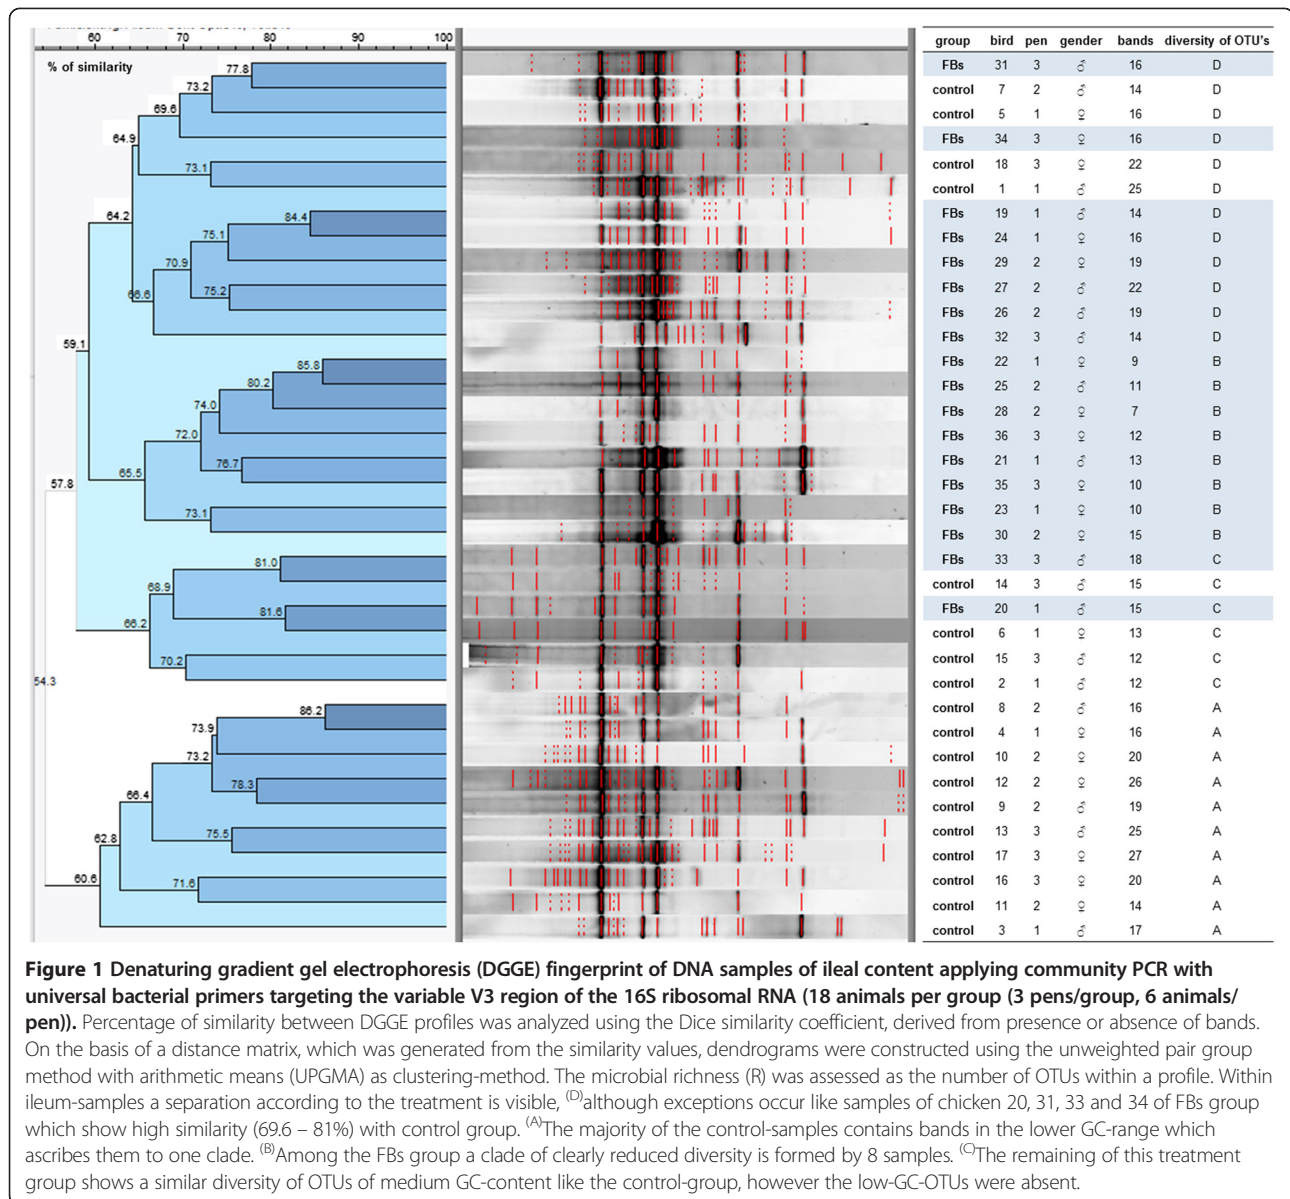 60 70 80 90 100
% of similarity
77.8
73.2
69.6
64.9
73.1
64.2
84.4
75.1
70.9
75.2
66.6
59.1
85.8
80.2
74.0
72.0
76.7
65.5
57.8
73.1
81.0
68.9
81.6
66.2
70.2
54.3
86.2
73.9
73.2
78.3
66.4
75.5
62.8
71.6
60.6
group bird pen gender bands diversity of OTU's
FBs 31 3 ♂ 16 D
control 7 2 ♂ 14 D
control 5 1 ♀ 16 D
FBs 34 3 ♀ 16 D
control 18 3 ♀ 22 D
control 1 1 ♂ 25 D
FBs 19 1 ♂ 14 D
FBs 24 1 ♀ 16 D
FBs 29 2 ♀ 19 D
FBs 27 2 ♂ 22 D
FBs 26 2 ♂ 19 D
FBs 32 3 ♂ 14 D
FBs 22 1 ♀ 9 B
FBs 25 2 ♂ 11 B
FBs 28 2 ♀ 7 B
FBs 36 3 ♀ 12 B
FBs 21 1 ♂ 13 B
FBs 35 3 ♀ 10 B
FBs 23 1 ♀ 10 B
FBs 30 2 ♀ 15 B
FBs 33 3 ♂ 18 C
control 14 3 ♂ 15 C
FBs 20 1 ♂ 15 C
control 6 1 ♀ 13 C
control 15 3 ♂ 12 C
control 2 1 ♂ 12 C
control 8 2 ♂ 16 A
control 4 1 ♀ 16 A
control 10 2 ♀ 20 A
control 12 2 ♀ 26 A
control 9 2 ♂ 19 A
control 13 3 ♂ 25 A
control 17 3 ♀ 27 A
control 16 3 ♀ 20 A
control 11 2 ♀ 14 A
control 3 1 ♂ 17 A
Figure 1 Denaturing gradient gel electrophoresis (DGGE) fingerprint of DNA samples of ileal content applying community PCR with
universal bacterial primers targeting the variable V3 region of the 16S ribosomal RNA (18 animals per group (3 pens/group, 6 animals/
pen)). Percentage of similarity between DGGE profiles was analyzed using the Dice similarity coefficient, derived from presence or absence of bands.
On the basis of a distance matrix, which was generated from the similarity values, dendrograms were constructed using the unweighted pair group
method with arithmetic means (UPGMA) as clustering-method. The microbial richness (R) was assessed as the number of OTUs within a profile. Within
ileum-samples a separation according to the treatment is visible, (D)although exceptions occur like samples of chicken 20, 31, 33 and 34 of FBs group
which show high similarity (69.6 – 81%) with control group. (A)The majority of the control-samples contains bands in the lower GC-range which
ascribes them to one clade. (B)Among the FBs group a clade of clearly reduced diversity is formed by 8 samples. (C)The remaining of this treatment
group shows a similar diversity of OTUs of medium GC-content like the control-group, however the low-GC-OTUs were absent.